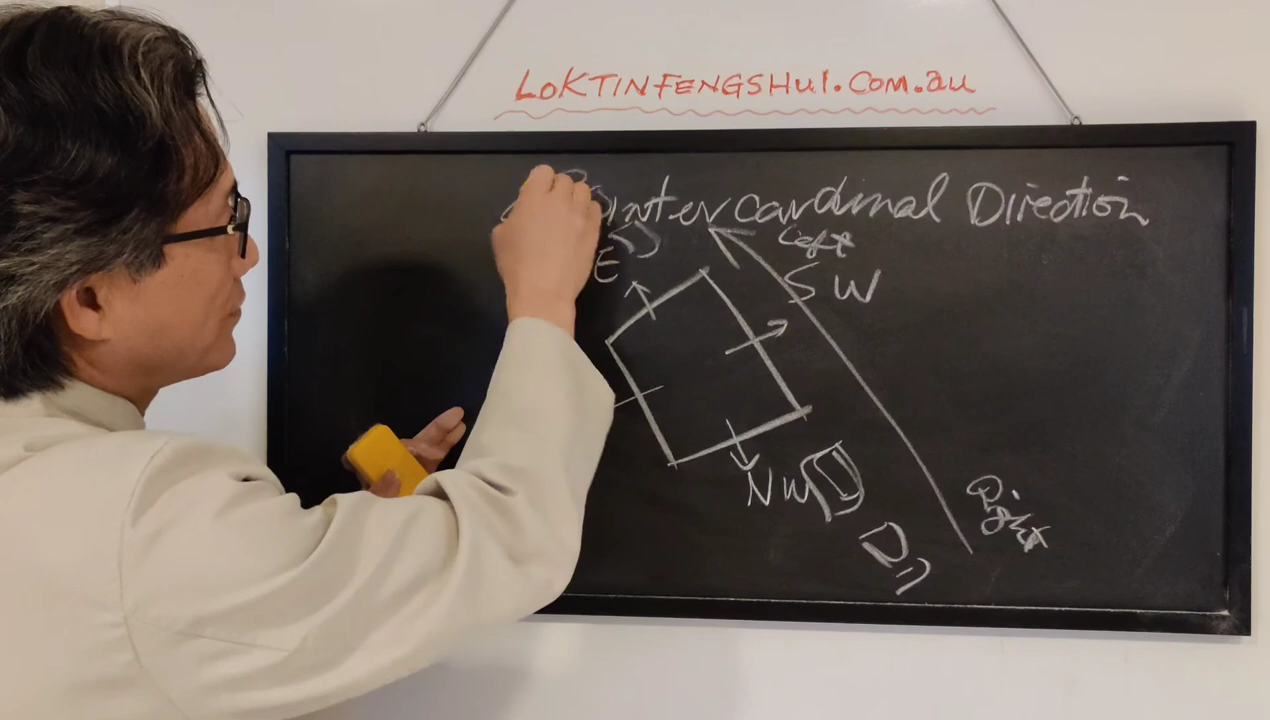 LOKTINFENGSHUI.COM.au
Intercardinal Direction
Left
E
SW
NW
Right